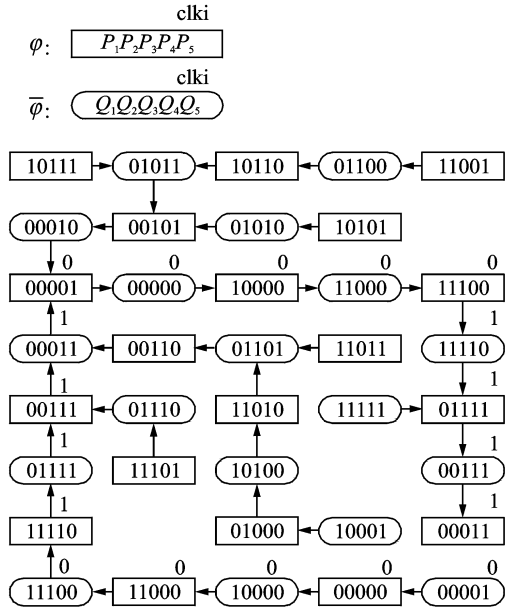 clki
φ: P₁P₂P₃P₄P₅
clki
φ̅: Q₁Q₂Q₃Q₄Q₅
10111 01011 10110 01100 11001
00010 00101 01010 10101
0 0 0 0 0
00001 00000 10000 11000 11100
1 1
00011 00110 01101 11011 11110
1 1
00111 01110 11010 11111 01111
1 1
01111 11101 10100 00111
1 1
11110 01000 10001 00011
0 0 0 0 0
11100 11000 10000 00000 00001